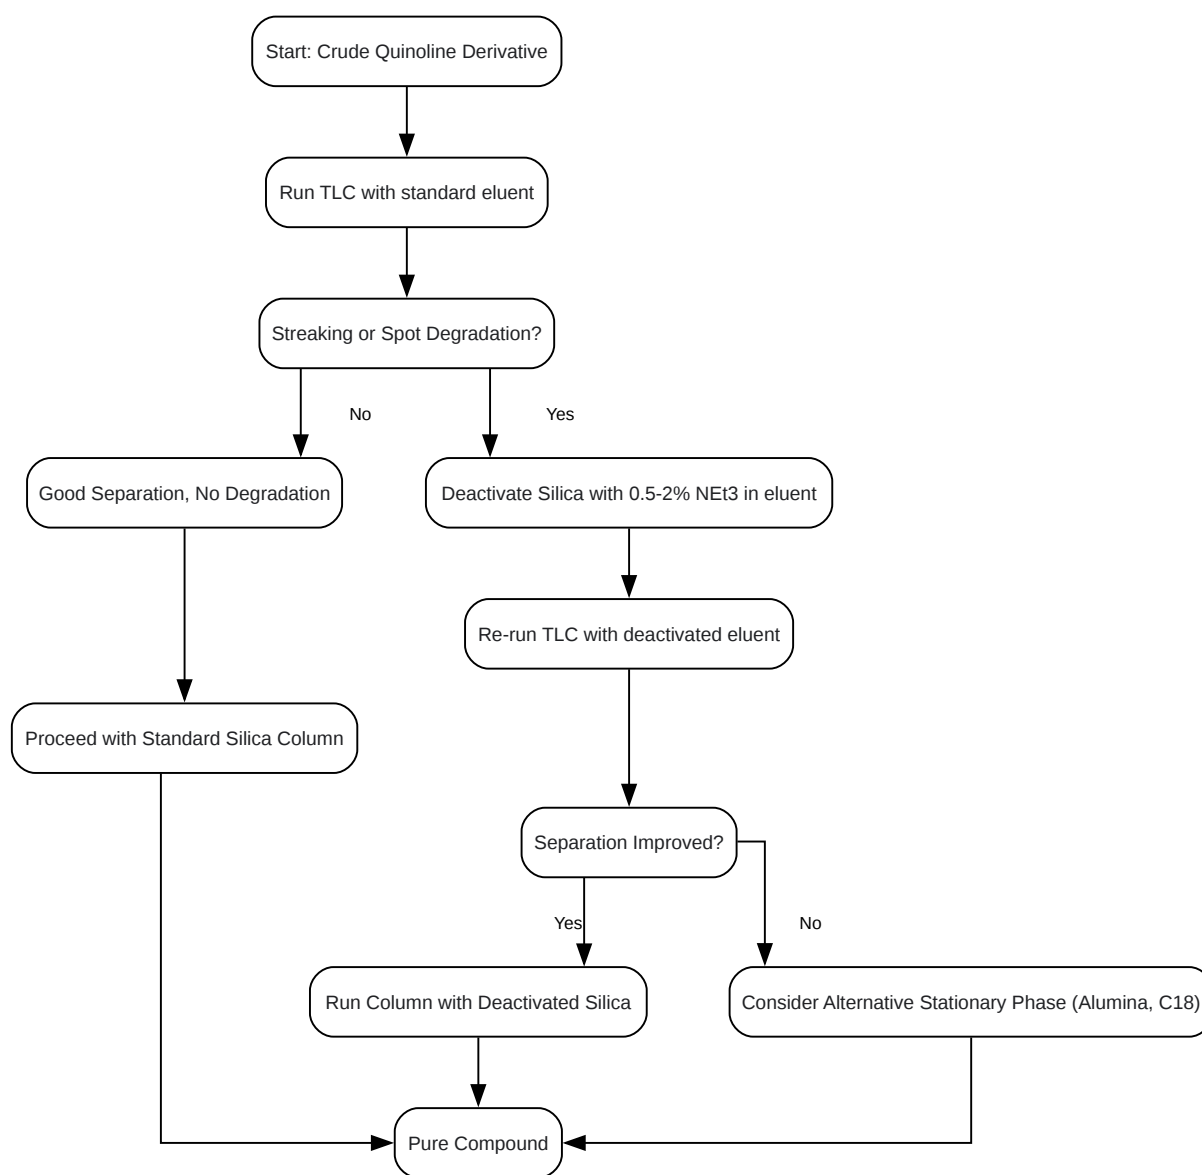 Start: Crude Quinoline Derivative
Run TLC with standard eluent
Streaking or Spot Degradation?
No
Yes
Good Separation, No Degradation
Deactivate Silica with 0.5-2% NEt3 in eluent
Re-run TLC with deactivated eluent
Proceed with Standard Silica Column
Separation Improved?
Yes
No
Run Column with Deactivated Silica
Consider Alternative Stationary Phase (Alumina, C18)
Pure Compound